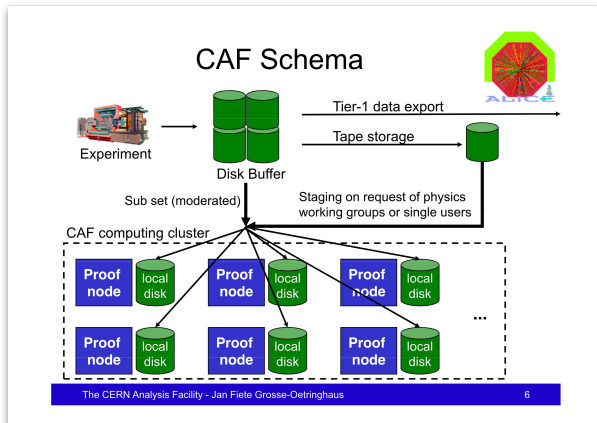 CAF Schema
ALICE
Tier-1 data export
Tape storage
Experiment
Disk Buffer
Sub set (moderated)
Staging on request of physics
working groups or single users
CAF computing cluster
Proof
node
local
disk
Proof
node
local
disk
Proof
node
local
disk
...
Proof
node
local
disk
Proof
node
local
disk
Proof
node
local
disk
The CERN Analysis Facility - Jan Fiete Grosse-Oetringhaus
6